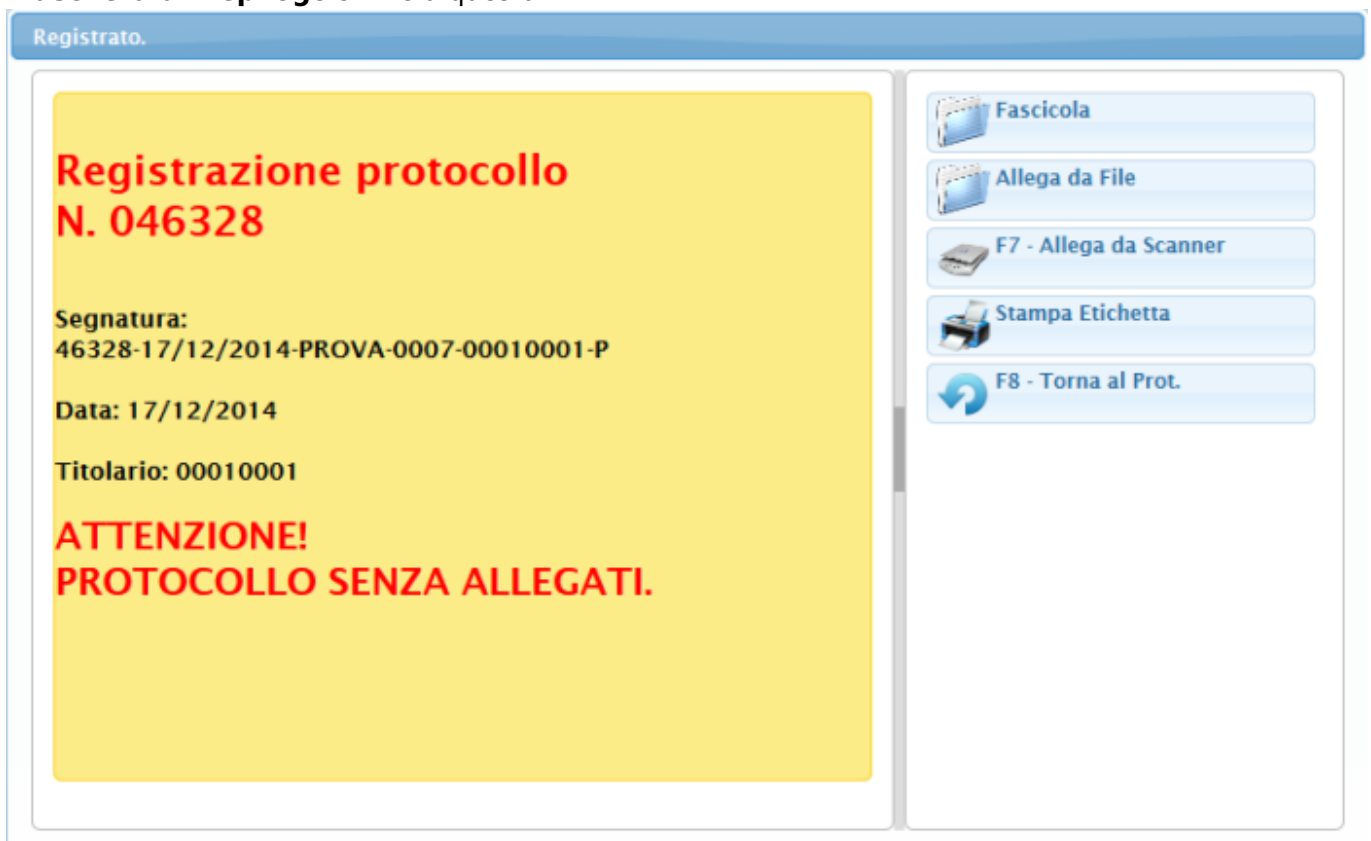 Registrato.
Registrazione protocollo
N. 046328
Segnatura:
46328-17/12/2014-PROVA-0007-00010001-P
Data: 17/12/2014
Titolario: 00010001
ATTENZIONE!
PROTOCOLLO SENZA ALLEGATI.
Fascicola
Allega da File
F7 - Allega da Scanner
Stampa Etichetta
F8 - Torna al Prot.